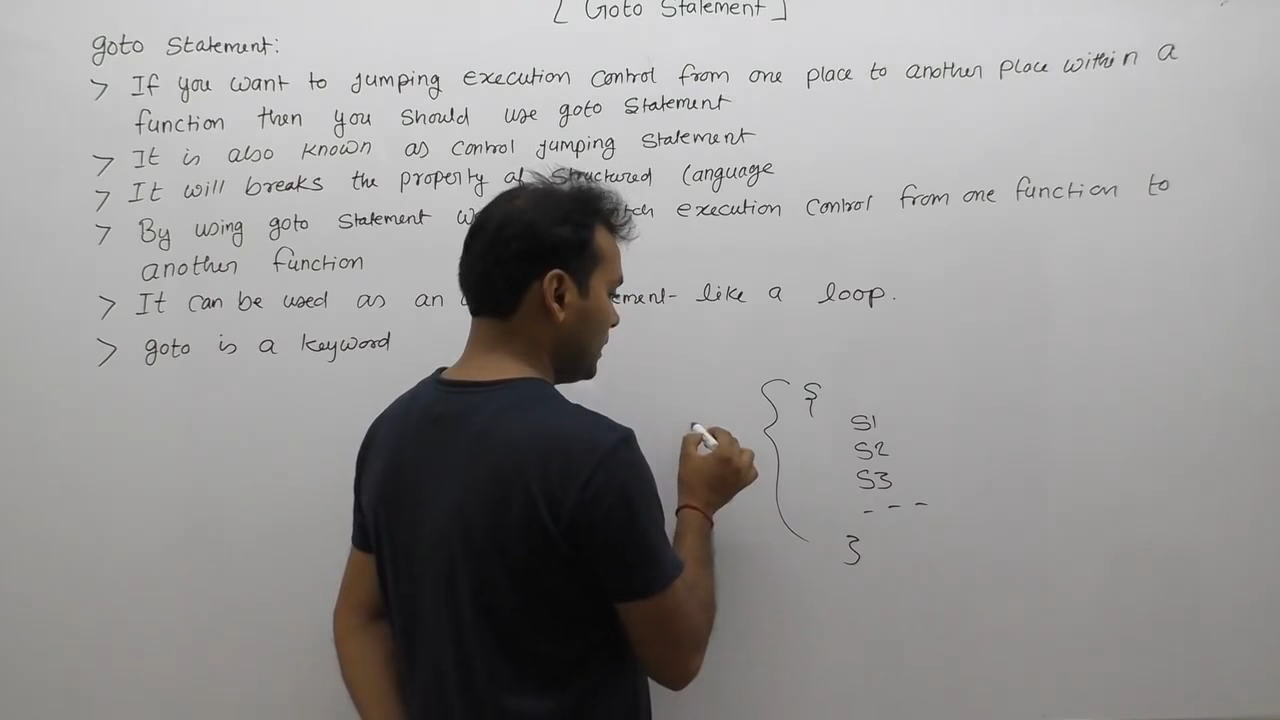 [ Goto Statement ]
goto Statement:
> If you want to Jumping execution Control from one place to another place within a
function then you should use goto Statement
> It is also known as Control Jumping Statement
> It will breaks the property of Structured Language
> By using goto Statement execution Control from one function to
another function
> It can be used as an like a loop.
> goto is a keyword
{ {
S1
S2
S3
- - -
}